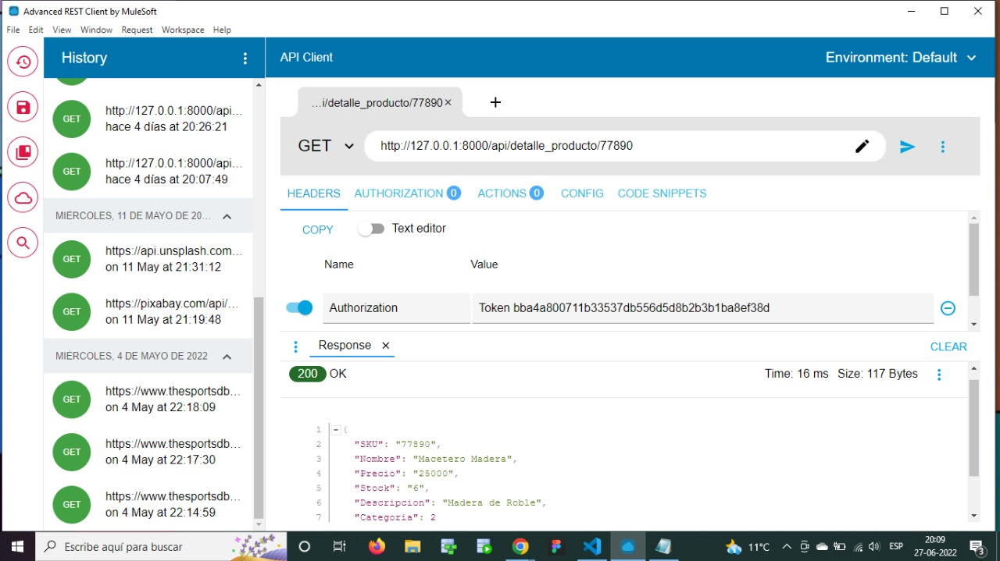 Advanced REST Client by MuleSoft
File Edit View Window Request Workspace Help
History
API Client
Environment: Default
GET
http://127.0.0.1:8000/api...
hace 4 días at 20:26:21
GET
http://127.0.0.1:8000/api...
hace 4 días at 20:07:49
MIÉRCOLES, 11 DE MAYO DE 20...
GET
https://api.unsplash.com...
on 11 May at 21:31:12
GET
https://pixabay.com/api/...
on 11 May at 21:19:48
MIÉRCOLES, 4 DE MAYO DE 2022
GET
https://www.thesportsdb...
on 4 May at 22:18:09
GET
https://www.thesportsdb...
on 4 May at 22:17:30
GET
https://www.thesportsdb...
on 4 May at 22:14:59
...i/detalle_producto/77890× +
GET http://127.0.0.1:8000/api/detalle_producto/77890
HEADERS AUTHORIZATION 0 ACTIONS 0 CONFIG CODE SNIPPETS
COPY Text editor
Name Value
Authorization Token bba4a800711b33537db556d5d8b2b3b1ba8ef38d
Response × CLEAR
200 OK Time: 16 ms Size: 117 Bytes
1 {
2 "SKU": "77890",
3 "Nombre": "Macetero Madera",
4 "Precio": "25000",
5 "Stock": "6",
6 "Descripcion": "Madera de Roble",
7 "Categoria": 2
Escribe aquí para buscar
11°C ESP 20:09
27-06-2022 3